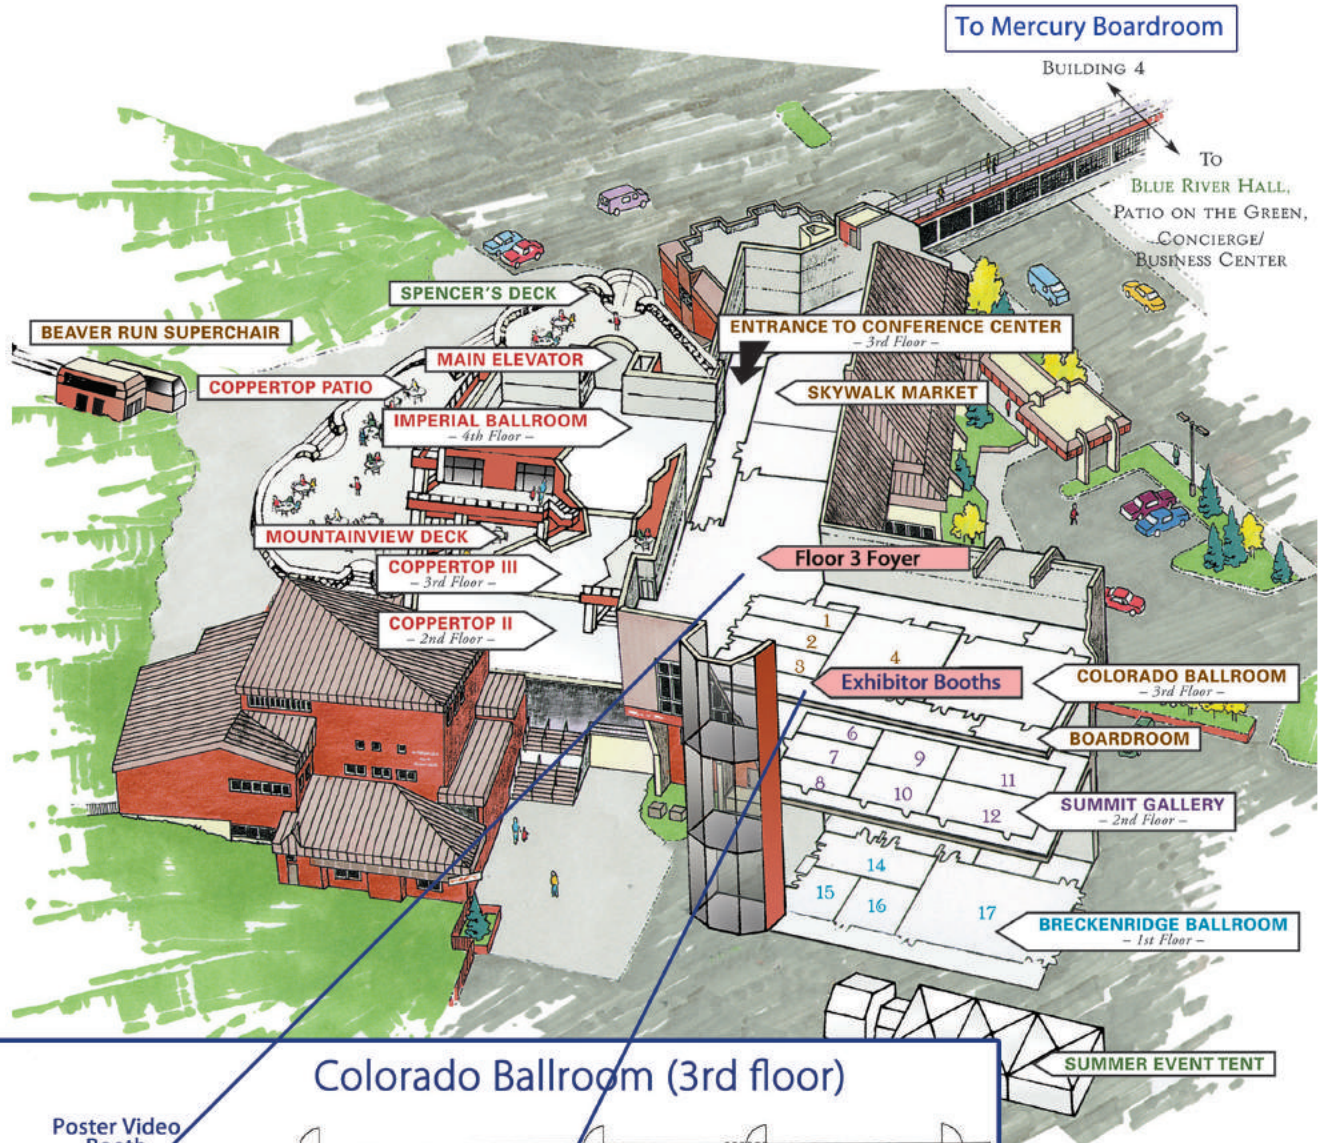 To Mercury Boardroom
BUILDING 4
TO
BLUE RIVER HALL,
PATIO ON THE GREEN,
CONCIERGE/
BUSINESS CENTER
SPENCER'S DECK
BEAVER RUN SUPERCHAIR
ENTRANCE TO CONFERENCE CENTER
– 3rd Floor –
MAIN ELEVATOR
COPPERTOP PATIO
SKYWALK MARKET
IMPERIAL BALLROOM
– 4th Floor –
MOUNTAINVIEW DECK
Floor 3 Foyer
COPPERTOP III
– 3rd Floor –
COPPERTOP II
– 2nd Floor –
1
2
3
4
Exhibitor Booths
COLORADO BALLROOM
– 3rd Floor –
BOARDROOM
6
7
8
9
10
11
12
SUMMIT GALLERY
– 2nd Floor –
14
15
16
17
BRECKENRIDGE BALLROOM
– 1st Floor –
SUMMER EVENT TENT
Colorado Ballroom (3rd floor)
Poster Video
Booth